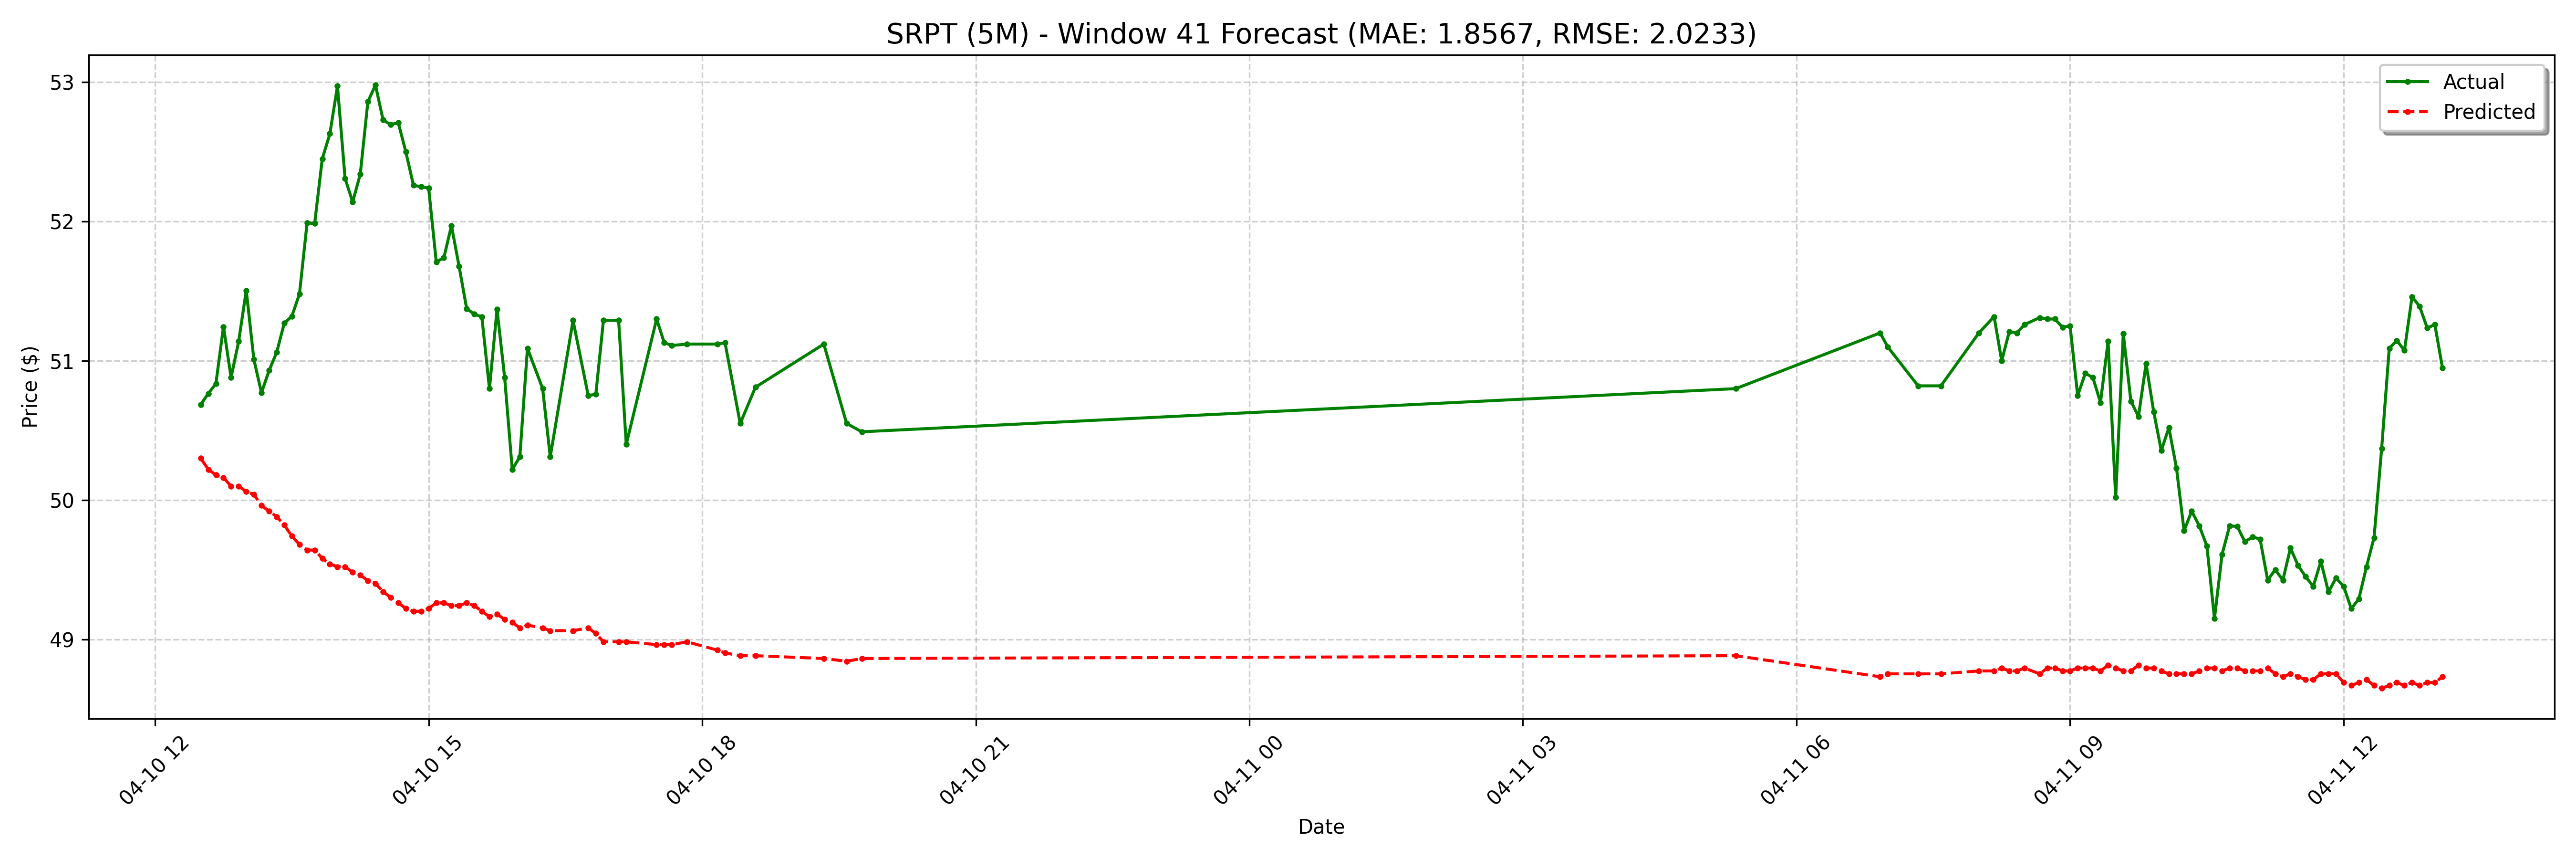 SRPT (5M) - Window 41 Forecast (MAE: 1.8567, RMSE: 2.0233)
Actual
Predicted
Price ($)
53
52
51
50
49
04-10 12
04-10 15
04-10 18
04-10 21
04-11 00
04-11 03
04-11 06
04-11 09
04-11 12
Date